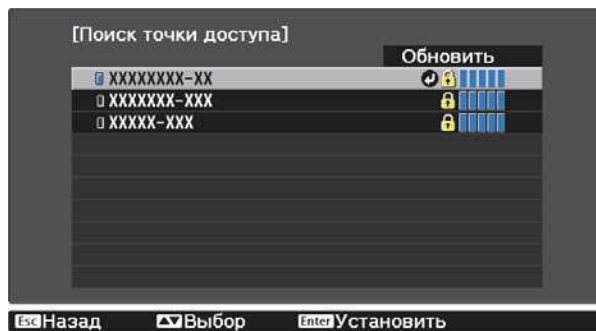 [Поиск точки доступа]
Обновить
XXXXXXXX-XX
XXXXXXX-XXX
XXXXX-XXX
Esc Назад Выбор Enter Установить